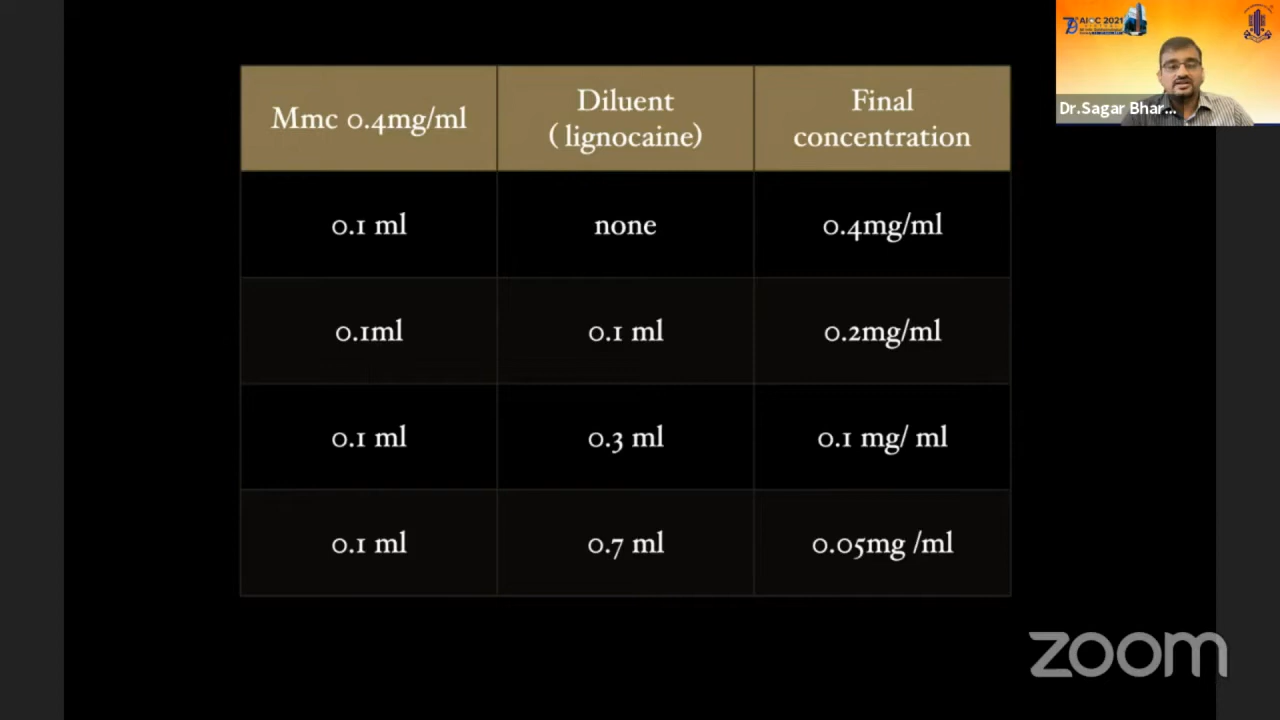 AIOC 2021
Dr.Sagar Bhar...
Mmc 0.4mg/ml
Diluent
( lignocaine)
Final
concentration
0.1 ml
none
0.4mg/ml
0.1ml
0.1 ml
0.2mg/ml
0.1 ml
0.3 ml
0.1 mg/ ml
0.1 ml
0.7 ml
0.05mg /ml
zoom